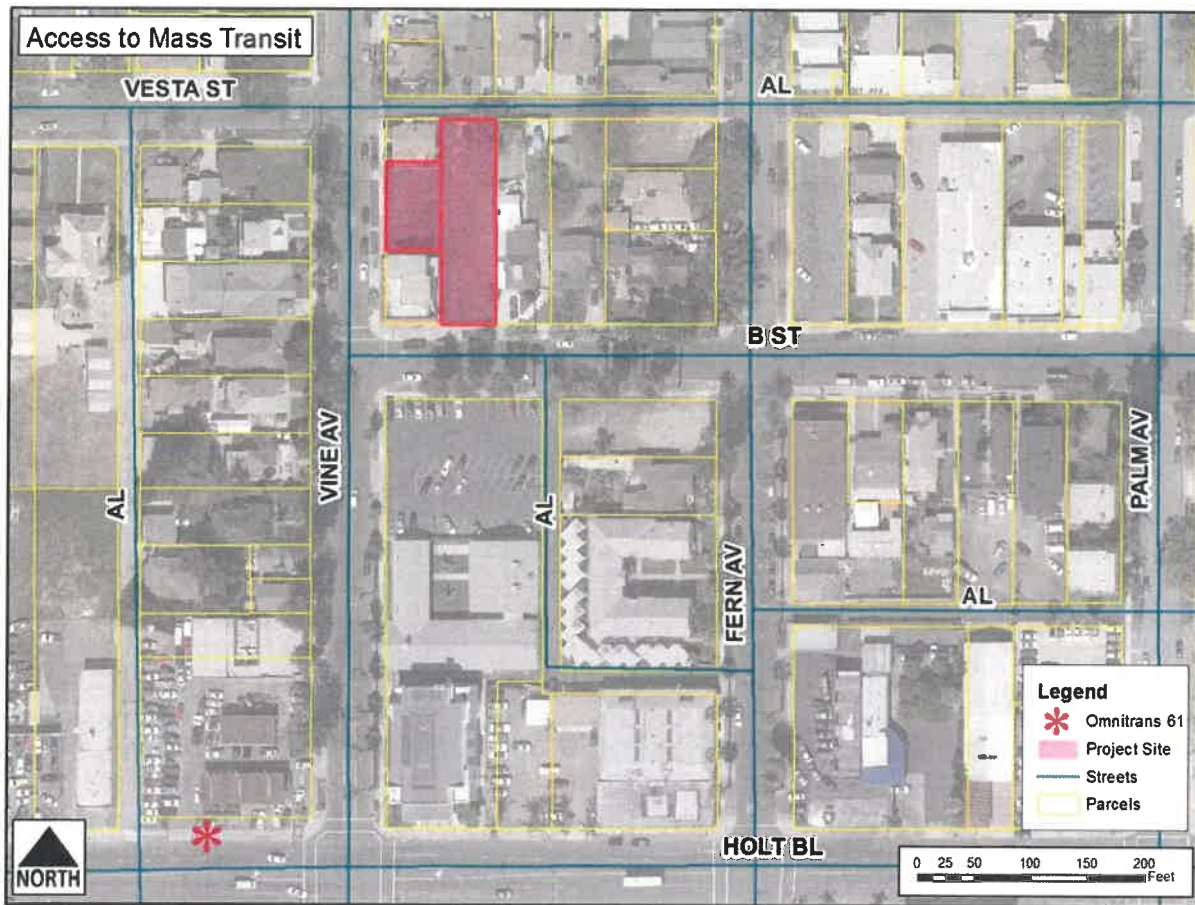 Access to Mass Transit
VESTA ST
AL
B ST
VINE AV
AL
AL
FERN AV
PALM AV
AL
HOLT BL
NORTH
Legend
Omnitrans 61
Project Site
Streets
Parcels
0 25 50 100 150 200
Feet